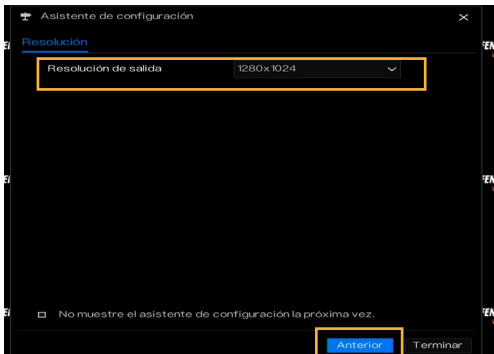 Asistente de configuración
Resolución
Resolución de salida 1280x1024
No muestre el asistente de configuración la próxima vez.
Anterior Terminar